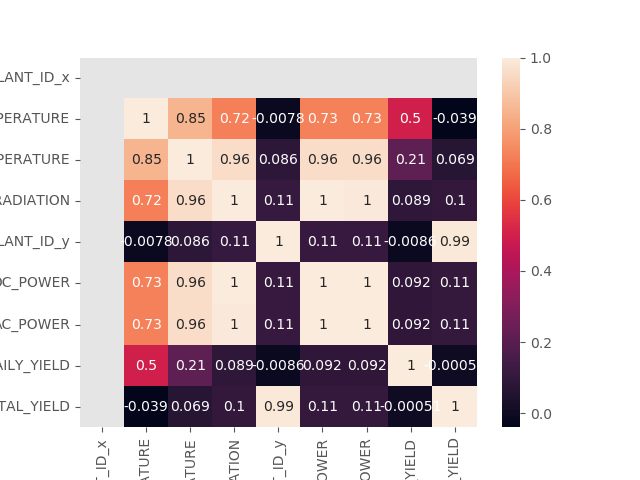 LANT_ID_x
PERATURE 1 0.85 0.72 -0.0078 0.73 0.73 0.5 -0.039
PERATURE 0.85 1 0.96 0.086 0.96 0.96 0.21 0.069
RADIATION 0.72 0.96 1 0.11 1 1 0.089 0.1
LANT_ID_y -0.0078 0.086 0.11 1 0.11 0.11 -0.0086 0.99
DC_POWER 0.73 0.96 1 0.11 1 1 0.092 0.11
AC_POWER 0.73 0.96 1 0.11 1 1 0.092 0.11
AILY_YIELD 0.5 0.21 0.089 -0.0086 0.092 0.092 1 -0.0005
TAL_YIELD -0.039 0.069 0.1 0.99 0.11 0.11 -0.0005 1
T_ID_x
ATURE
ATURE
ATION
T_ID_y
OWER
OWER
YIELD
_YIELD
1.0
0.8
0.6
0.4
0.2
0.0